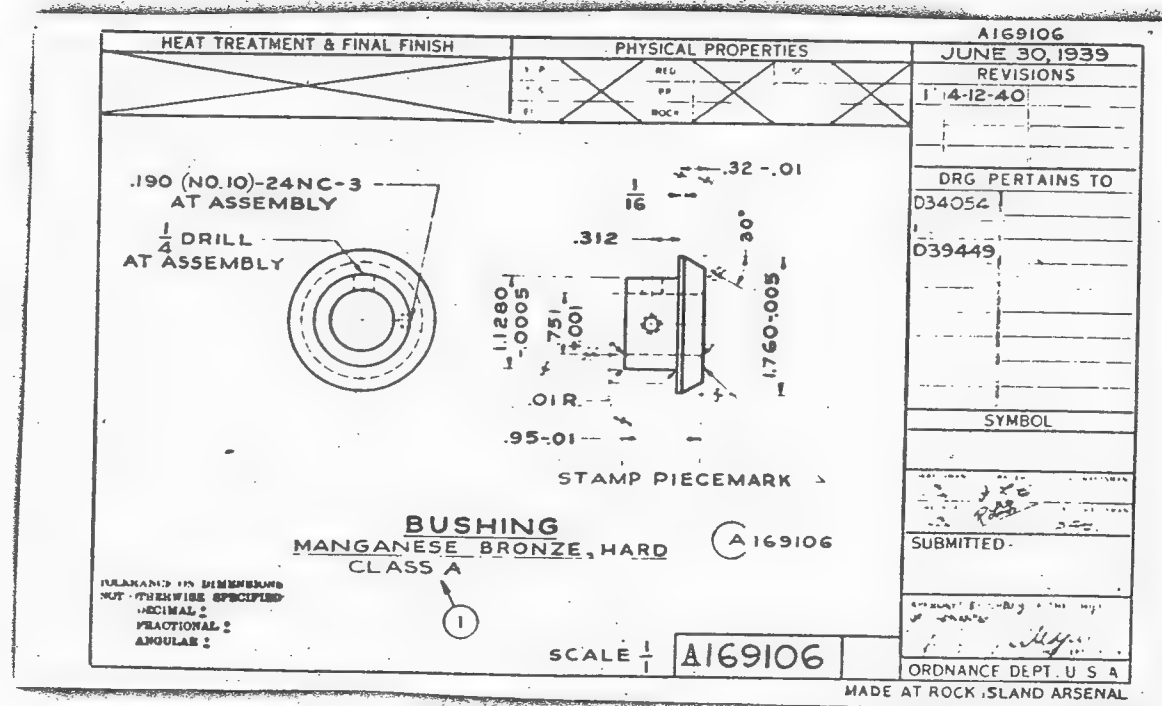 A169106
HEAT TREATMENT & FINAL FINISH
PHYSICAL PROPERTIES
JUNE 30, 1939
REVISIONS
1 4-12-40
RED
ROCK
DRG PERTAINS TO
D34054
D39449
.190 (NO.10)-24NC-3
AT ASSEMBLY
1/4 DRILL
AT ASSEMBLY
.32-.01
1/16
.312
30°
1.1280
-.0005
.751
+.001
1.760-.005
.01 R.
.95-.01
STAMP PIECEMARK
SYMBOL
BUSHING
MANGANESE BRONZE, HARD
CLASS A
A 169106
1
SUBMITTED
TOLERANCE ON DIMENSIONS
NOT OTHERWISE SPECIFIED
DECIMAL ±
FRACTIONAL ±
ANGULAR ±
SCALE 1/1
A169106
ORDNANCE DEPT. U S A
MADE AT ROCK ISLAND ARSENAL